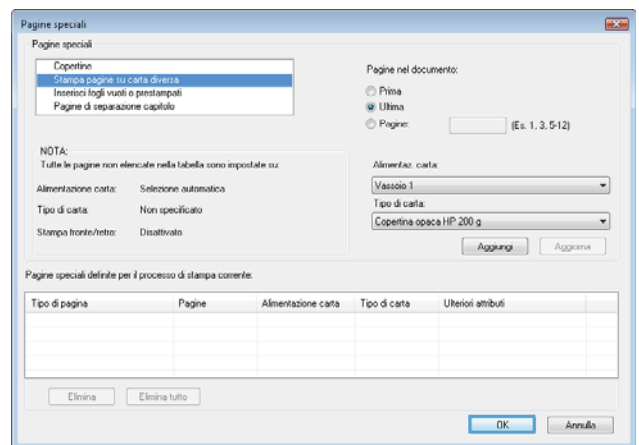 Pagine speciali
Pagine speciali
Copertine
Stampa pagine su carta diversa
Inserisci fogli vuoti o prestampati
Pagine di separazione capitolo
Pagine nel documento:
Prima
Ultima
Pagine: (Es. 1, 3, 5-12)
NOTA:
Tutte le pagine non elencate nella tabella sono impostate su:
Alimentazione carta: Selezione automatica
Tipo di carta: Non specificato
Stampa fronte/retro: Disattivato
Alimentaz. carta:
Vassoio 1
Tipo di carta:
Copertina opaca HP 200 g
Aggiungi Aggiorna
Pagine speciali definite per il processo di stampa corrente:
Tipo di pagina Pagine Alimentazione carta Tipo di carta Ulteriori attributi
Elimina Elimina tutto
OK Annulla